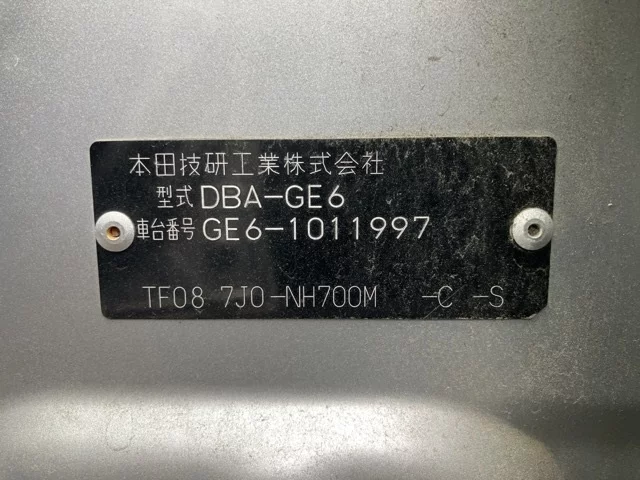 本田技研工業株式会社
型式 DBA-GE6
車台番号 GE6-1011997
TF08 7J0-NH700M -C -S